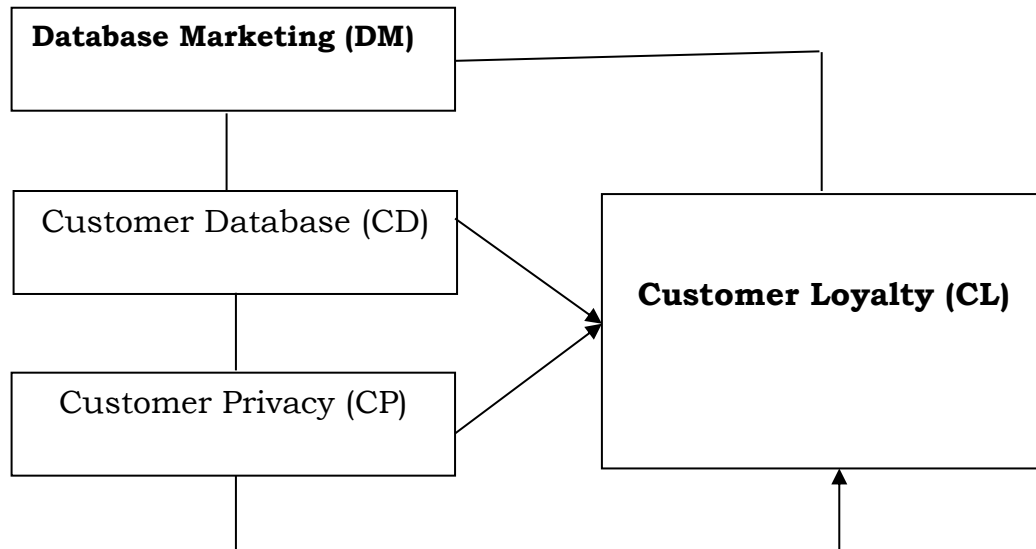 Database Marketing (DM)
Customer Database (CD)
Customer Loyalty (CL)
Customer Privacy (CP)